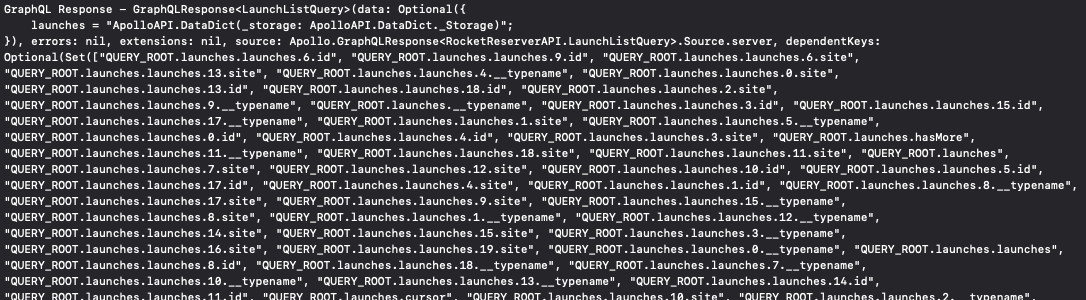 GraphQL Response – GraphQLResponse<LaunchListQuery>(data: Optional({
    launches = "ApolloAPI.DataDict(_storage: ApolloAPI.DataDict._Storage)";
}), errors: nil, extensions: nil, source: Apollo.GraphQLResponse<RocketReserverAPI.LaunchListQuery>.Source.server, dependentKeys:
Optional(Set(["QUERY_ROOT.launches.launches.6.id", "QUERY_ROOT.launches.launches.9.id", "QUERY_ROOT.launches.launches.6.site",
"QUERY_ROOT.launches.launches.13.site", "QUERY_ROOT.launches.launches.4.__typename", "QUERY_ROOT.launches.launches.0.site",
"QUERY_ROOT.launches.launches.13.id", "QUERY_ROOT.launches.launches.18.id", "QUERY_ROOT.launches.launches.2.site",
"QUERY_ROOT.launches.launches.9.__typename", "QUERY_ROOT.launches.__typename", "QUERY_ROOT.launches.launches.3.id", "QUERY_ROOT.launches.launches.15.id",
"QUERY_ROOT.launches.launches.17.__typename", "QUERY_ROOT.launches.launches.1.site", "QUERY_ROOT.launches.launches.5.__typename",
"QUERY_ROOT.launches.launches.0.id", "QUERY_ROOT.launches.launches.4.id", "QUERY_ROOT.launches.launches.3.site", "QUERY_ROOT.launches.hasMore",
"QUERY_ROOT.launches.launches.11.__typename", "QUERY_ROOT.launches.launches.18.site", "QUERY_ROOT.launches.launches.11.site", "QUERY_ROOT.launches",
"QUERY_ROOT.launches.launches.7.site", "QUERY_ROOT.launches.launches.12.site", "QUERY_ROOT.launches.launches.10.id", "QUERY_ROOT.launches.launches.5.id",
"QUERY_ROOT.launches.launches.17.id", "QUERY_ROOT.launches.launches.4.site", "QUERY_ROOT.launches.launches.1.id", "QUERY_ROOT.launches.launches.8.__typename",
"QUERY_ROOT.launches.launches.17.site", "QUERY_ROOT.launches.launches.9.site", "QUERY_ROOT.launches.launches.15.__typename",
"QUERY_ROOT.launches.launches.8.site", "QUERY_ROOT.launches.launches.1.__typename", "QUERY_ROOT.launches.launches.12.__typename",
"QUERY_ROOT.launches.launches.14.site", "QUERY_ROOT.launches.launches.15.site", "QUERY_ROOT.launches.launches.3.__typename",
"QUERY_ROOT.launches.launches.16.site", "QUERY_ROOT.launches.launches.19.site", "QUERY_ROOT.launches.launches.0.__typename", "QUERY_ROOT.launches.launches",
"QUERY_ROOT.launches.launches.8.id", "QUERY_ROOT.launches.launches.18.__typename", "QUERY_ROOT.launches.launches.7.__typename",
"QUERY_ROOT.launches.launches.10.__typename", "QUERY_ROOT.launches.launches.13.__typename", "QUERY_ROOT.launches.launches.14.id",
"QUERY_ROOT.launches.launches.11.id", "QUERY_ROOT.launches.cursor", "QUERY_ROOT.launches.launches.10.site", "QUERY_ROOT.launches.launches.2.__typename",